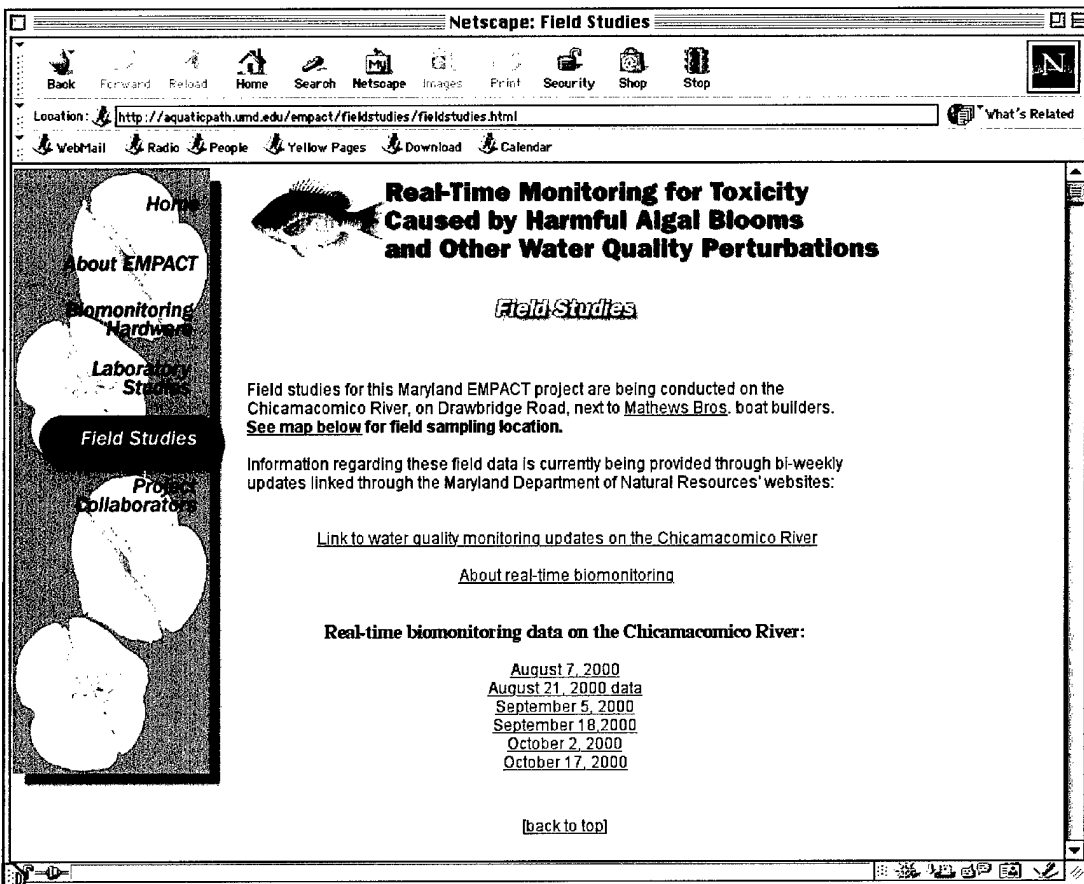 Netscape: Field Studies
Back Forward Reload Home Search Netscape Images Print Security Shop Stop
My
N
Location: http://aquaticpath.umd.edu/empact/fieldstudies/fieldstudies.html What's Related
WebMail Radio People Yellow Pages Download Calendar
Home
About EMPACT
Biomonitoring
Hardware
Laboratory
Studies
Field Studies
Project
Collaborators
Real-Time Monitoring for Toxicity
Caused by Harmful Algal Blooms
and Other Water Quality Perturbations
Field Studies
Field studies for this Maryland EMPACT project are being conducted on the
Chicamacomico River, on Drawbridge Road, next to Mathews Bros. boat builders.
See map below for field sampling location.
Information regarding these field data is currently being provided through bi-weekly
updates linked through the Maryland Department of Natural Resources' websites:
Link to water quality monitoring updates on the Chicamacomico River
About real-time biomonitoring
Real-time biomonitoring data on the Chicamacomico River:
August 7, 2000
August 21, 2000 data
September 5, 2000
September 18,2000
October 2, 2000
October 17, 2000
[back to top]